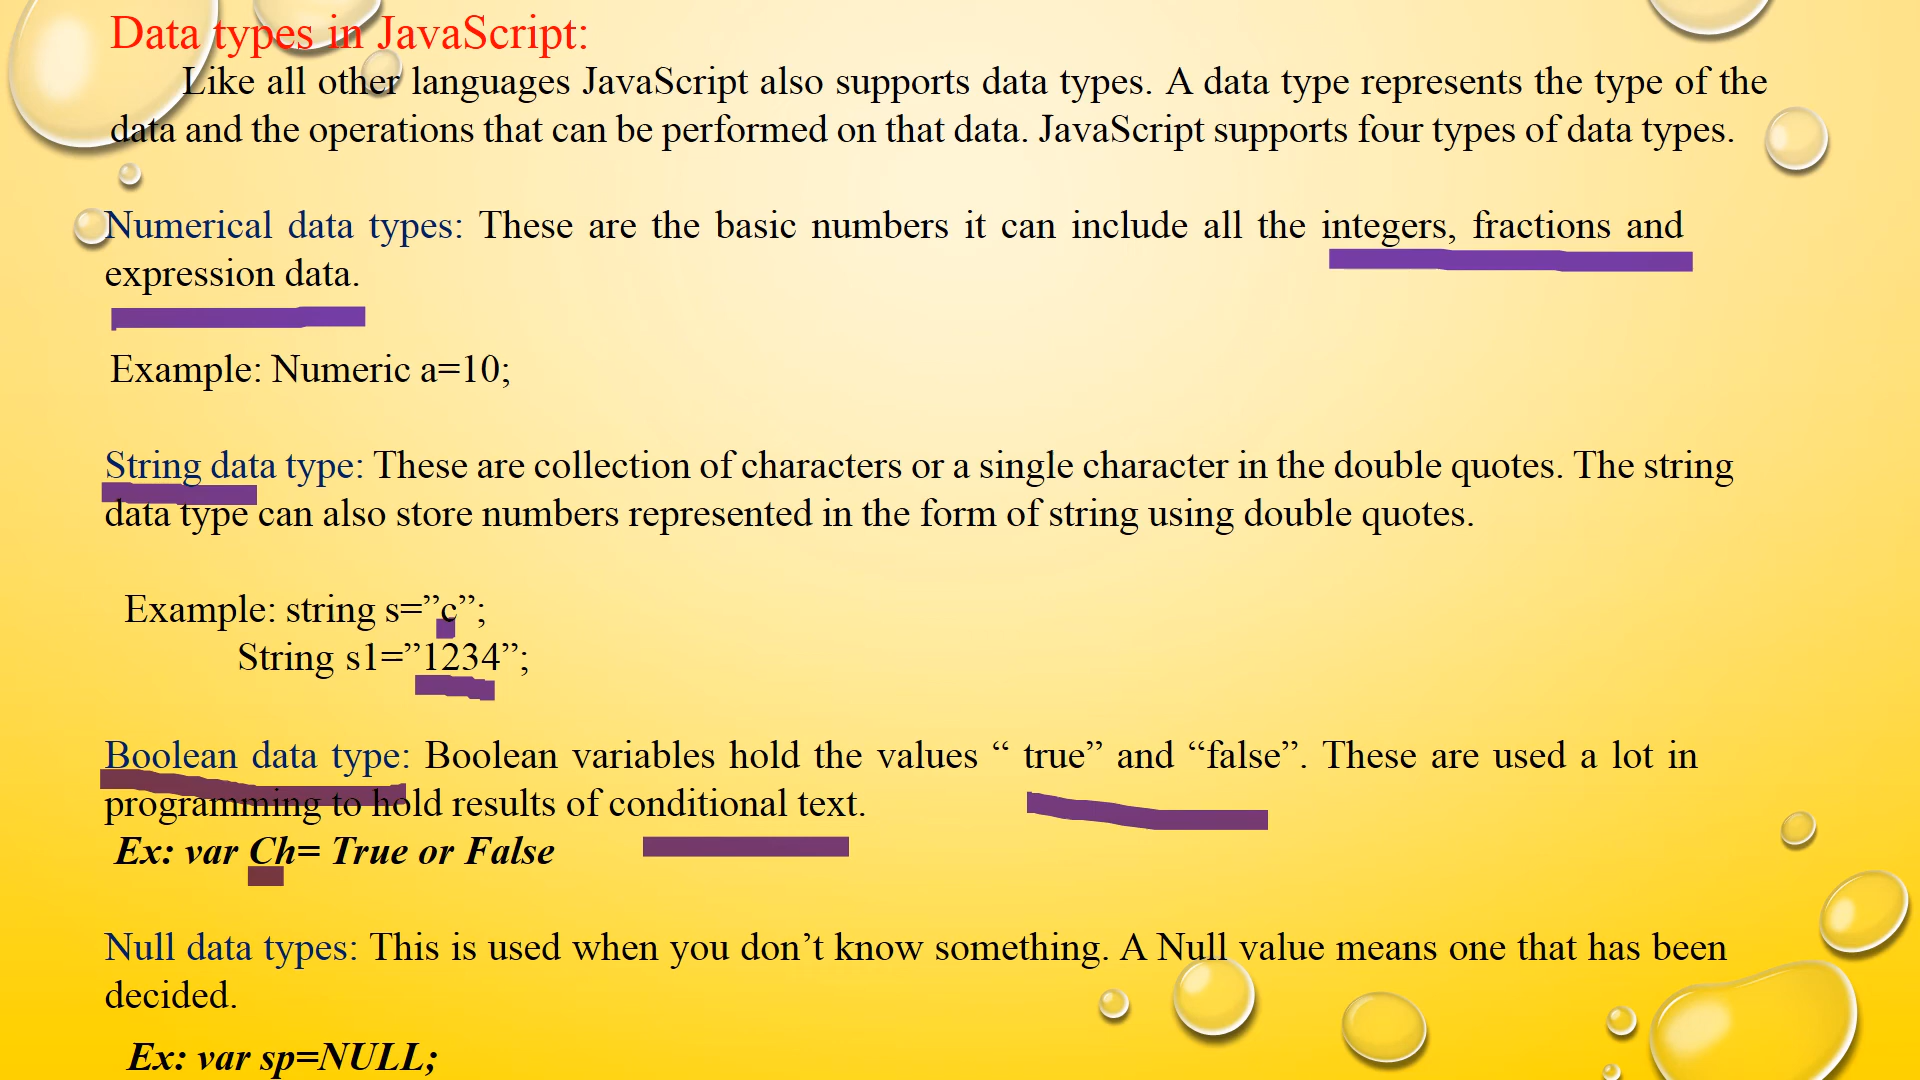 Data types in JavaScript:
Like all other languages JavaScript also supports data types. A data type represents the type of the
data and the operations that can be performed on that data. JavaScript supports four types of data types.
Numerical data types: These are the basic numbers it can include all the integers, fractions and
expression data.
Example: Numeric a=10;
String data type: These are collection of characters or a single character in the double quotes. The string
data type can also store numbers represented in the form of string using double quotes.
Example: string s=”c”;
String s1=”1234”;
Boolean data type: Boolean variables hold the values “ true” and “false”. These are used a lot in
programming to hold results of conditional text.
Ex: var Ch= True or False
Null data types: This is used when you don’t know something. A Null value means one that has been
decided.
Ex: var sp=NULL;